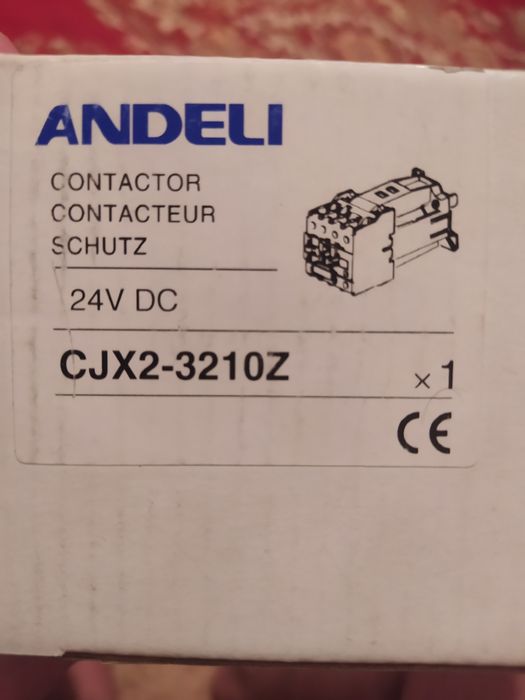 ANDELI
CONTACTOR
CONTACTEUR
SCHUTZ
24V DC
CJX2-3210Z
× 1
CE